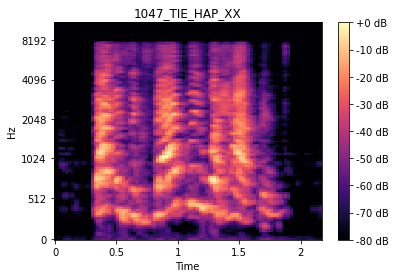 1047_TIE_HAP_XX
+0 dB
8192
-10 dB
4096
-20 dB
-30 dB
2048
Hz
-40 dB
1024
-50 dB
512
-60 dB
-70 dB
0
-80 dB
0
0.5
1
1.5
2
Time